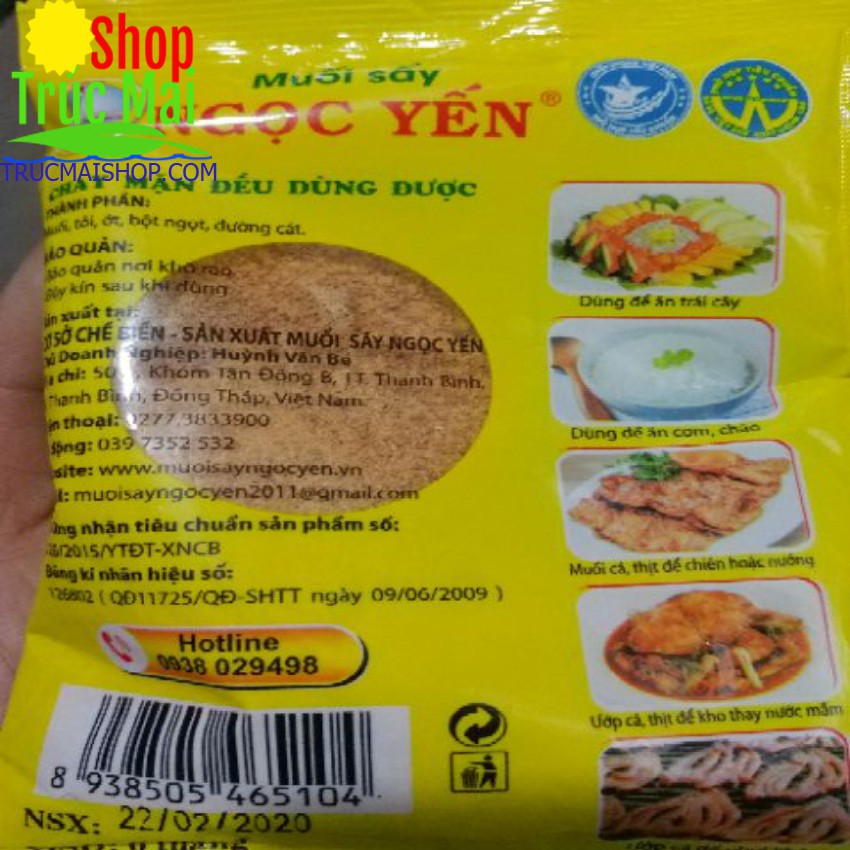 Shop
Trúc Mai
TRUCMAISHOP.COM
Muối sấy
NGỌC YẾN®
CHAY MẶN ĐỀU DÙNG ĐƯỢC
THÀNH PHẦN:
Muối, tỏi, ớt, bột ngọt, đường cát.
BẢO QUẢN:
Bảo quản nơi khô ráo,
Đậy kín sau khi dùng
Sản xuất tại:
CƠ SỞ CHẾ BIẾN - SẢN XUẤT MUỐI SẤY NGỌC YẾN
Chủ Doanh Nghiệp: Huỳnh Văn Bé
Khóm Tân Đông B, TT. Thanh Bình,
Thanh Bình, Đồng Tháp, Việt Nam.
Điện thoại: 0277.3833900
động: 039 7352 532
Website: www.muoisayngocyen.vn
muoisayngocyen2011@gmail.com
Chứng nhận tiêu chuẩn sản phẩm số:
/2015/YTĐT-XNCB
Đăng kí nhãn hiệu số:
126802 ( QĐ11725/QĐ-SHTT ngày 09/06/2009 )
Hotline
0938 029498
8 938505 465104
NSX: 22/02/2020
Dùng để ăn trái cây
Dùng để ăn cơm, cháo
Muối cá, thịt để chiên hoặc nướng
Ướp cá, thịt để kho thay nước mắm